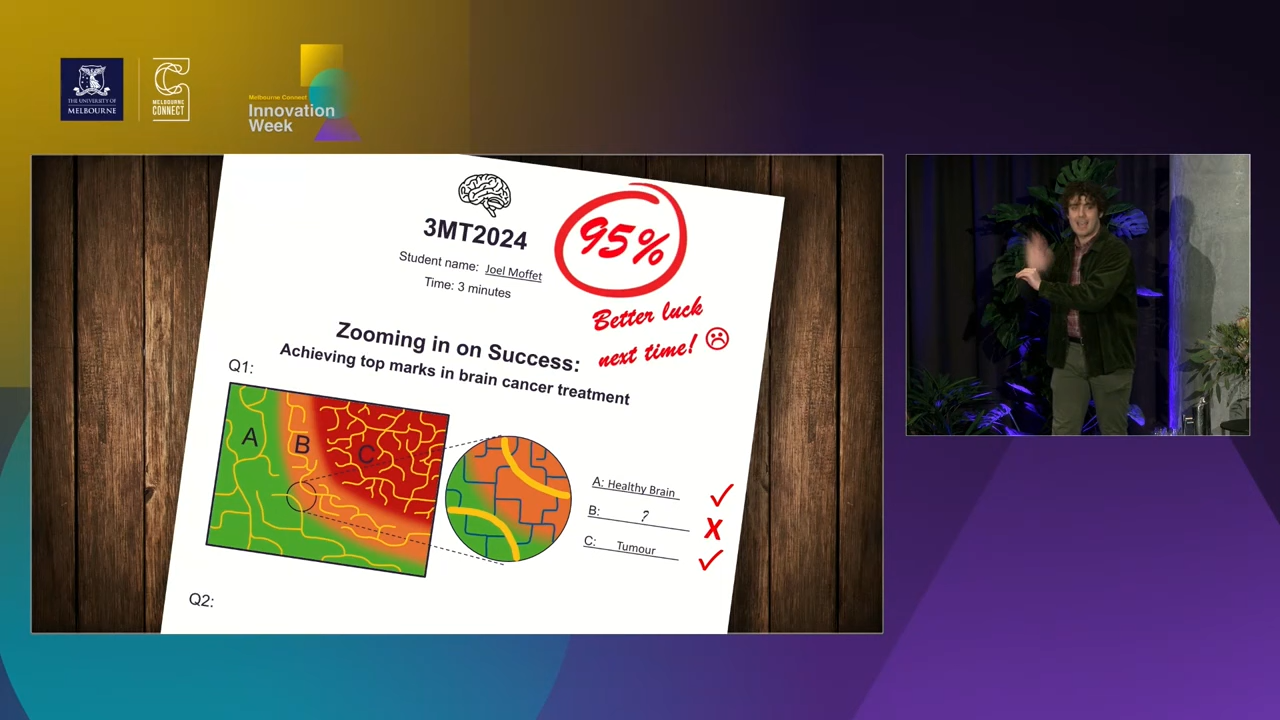 THE UNIVERSITY OF
MELBOURNE
MELBOURNE
CONNECT
Melbourne Connect
Innovation
Week
3MT2024
Student name: Joel Moffet
Time: 3 minutes
95%
Better luck
next time! ☹
Zooming in on Success:
Achieving top marks in brain cancer treatment
Q1:
A
B
C
A: Healthy Brain ✓
B: ? X
C: Tumour ✓
Q2: